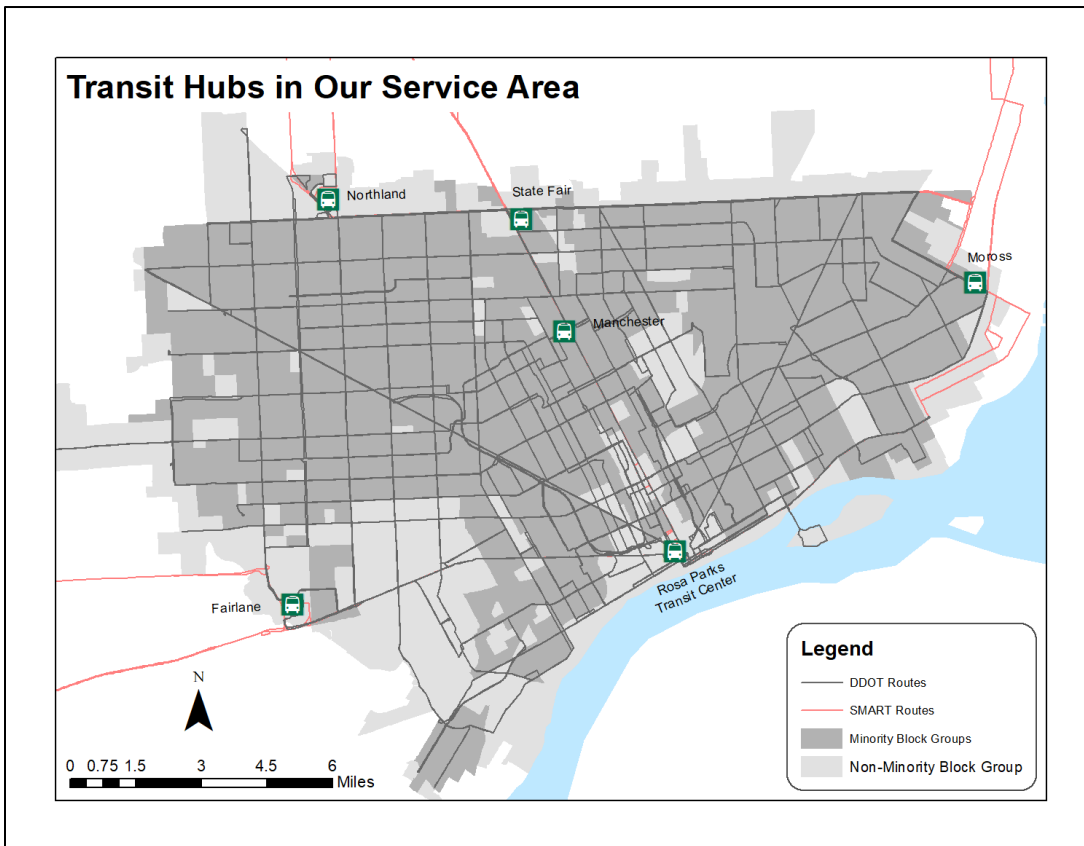 Transit Hubs in Our Service Area
Northland
State Fair
Moross
Manchester
Rosa Parks
Transit Center
Fairlane
N
0 0.75 1.5 3 4.5 6
Miles
Legend
DDOT Routes
SMART Routes
Minority Block Groups
Non-Minority Block Group